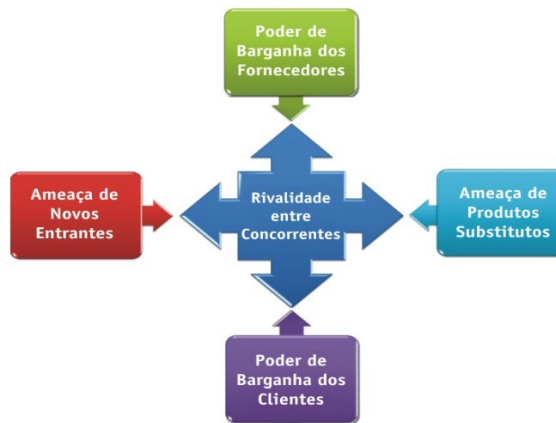 Poder de
Barganha dos
Fornecedores
Ameaça de
Novos
Entrantes
Rivalidade
entre
Concorrentes
Ameaça de
Produtos
Substitutos
Poder de
Barganha dos
Clientes